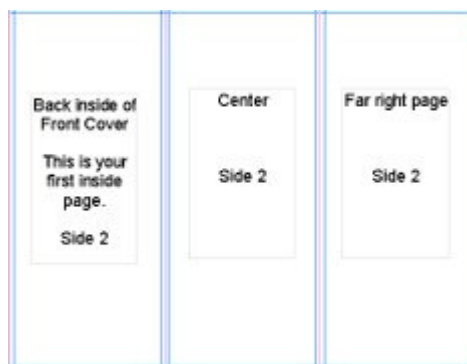 Back inside of
Front Cover
This is your
first inside
page.
Side 2
Center
Side 2
Far right page
Side 2